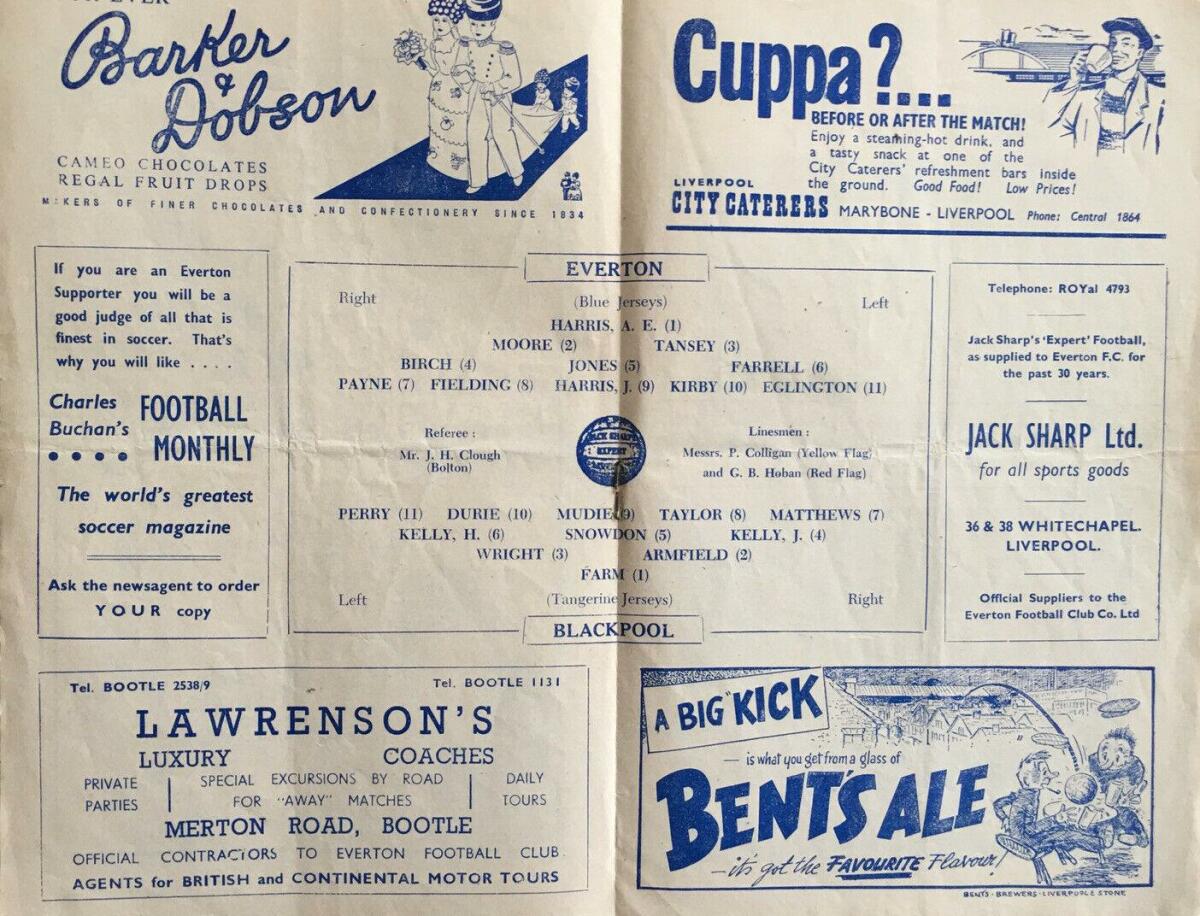 Barker
&
Dobson
CAMEO CHOCOLATES
REGAL FRUIT DROPS
MAKERS OF FINER CHOCOLATES AND CONFECTIONERY SINCE 1834
Cuppa?...
BEFORE OR AFTER THE MATCH!
Enjoy a steaming-hot drink, and
a tasty snack at one of the
City Caterers' refreshment bars inside
the ground. Good Food! Low Prices!
LIVERPOOL
CITY CATERERS MARYBONE - LIVERPOOL Phone: Central 1864
If you are an Everton
Supporter you will be a
good judge of all that is
finest in soccer. That's
why you will like ....
Charles
Buchan's
FOOTBALL
MONTHLY
The world's greatest
soccer magazine
Ask the newsagent to order
YOUR copy
EVERTON
Right (Blue Jerseys) Left
HARRIS, A. E. (1)
MOORE (2) TANSEY (3)
BIRCH (4) JONES (5) FARRELL (6)
PAYNE (7) FIELDING (8) HARRIS, J. (9) KIRBY (10) EGLINGTON (11)
Referee :
Mr. J. H. Clough
(Bolton)
JACK SHARP
EXPERT
Linesmen :
Messrs. P. Colligan (Yellow Flag)
and G. B. Hoban (Red Flag)
PERRY (11) DURIE (10) MUDIE (9) TAYLOR (8) MATTHEWS (7)
KELLY, H. (6) SNOWDON (5) KELLY, J. (4)
WRIGHT (3) ARMFIELD (2)
FARM (1)
Left (Tangerine Jerseys) Right
BLACKPOOL
Telephone: ROYal 4793
Jack Sharp's 'Expert' Football,
as supplied to Everton F.C. for
the past 30 years.
JACK SHARP Ltd.
for all sports goods
36 & 38 WHITECHAPEL.
LIVERPOOL.
Official Suppliers to the
Everton Football Club Co. Ltd
Tel. BOOTLE 2538/9 Tel. BOOTLE 1131
LAWRENSON'S
LUXURY COACHES
PRIVATE
PARTIES
SPECIAL EXCURSIONS BY ROAD
FOR "AWAY" MATCHES
DAILY
TOURS
MERTON ROAD, BOOTLE
OFFICIAL CONTRACTORS TO EVERTON FOOTBALL CLUB
AGENTS for BRITISH and CONTINENTAL MOTOR TOURS
A BIG "KICK
— is what you get from a glass of
BENT'S ALE
— it's got the FAVOURITE Flavour!
BENTS · BREWERS · LIVERPOOL & STONE